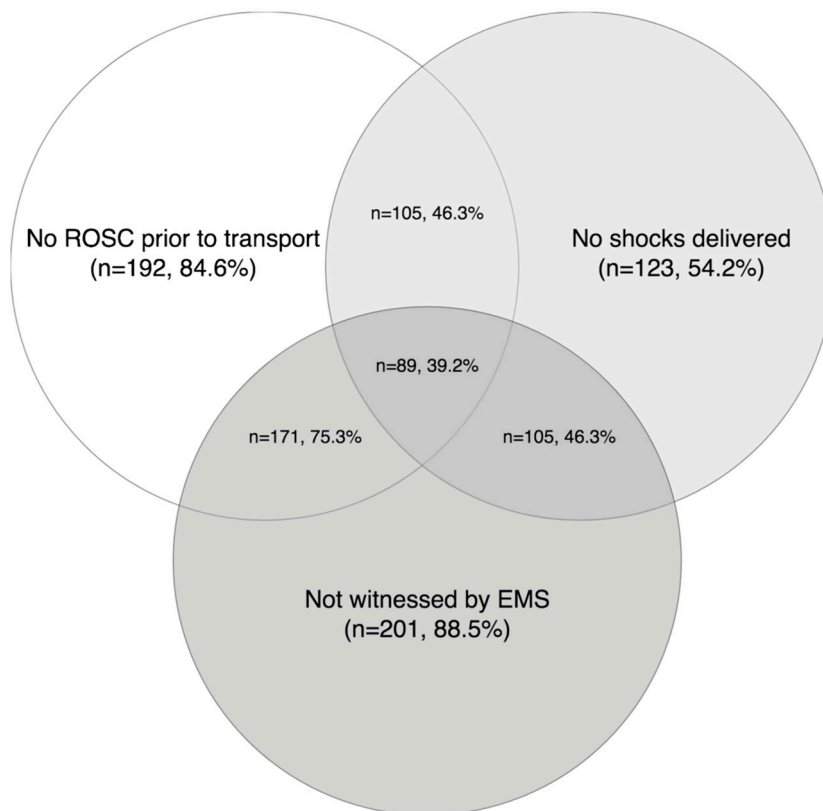 n=105, 46.3%
No ROSC prior to transport
(n=192, 84.6%)
No shocks delivered
(n=123, 54.2%)
n=89, 39.2%
n=171, 75.3%
n=105, 46.3%
Not witnessed by EMS
(n=201, 88.5%)